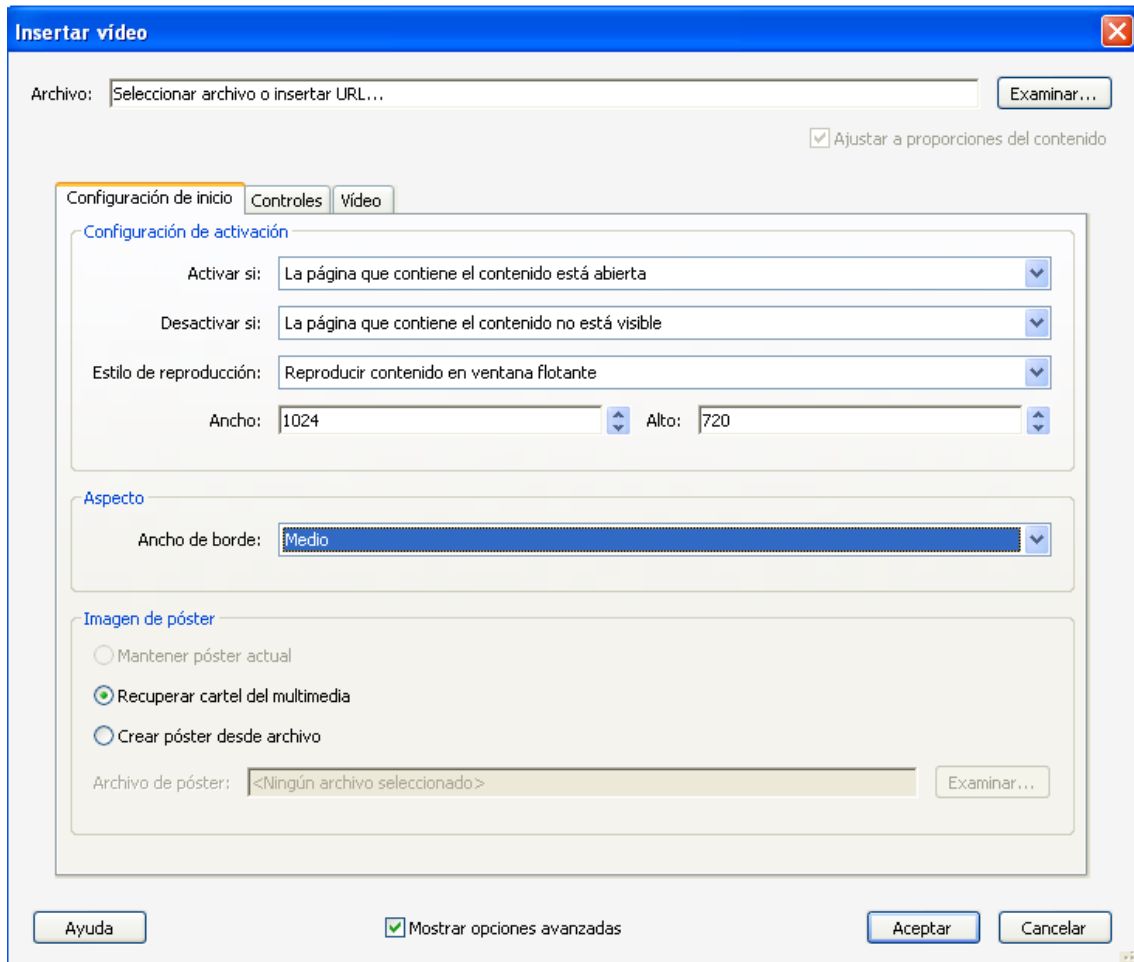 Insertar vídeo
Archivo: Seleccionar archivo o insertar URL... Examinar...
Ajustar a proporciones del contenido
Configuración de inicio Controles Vídeo
Configuración de activación
Activar si: La página que contiene el contenido está abierta
Desactivar si: La página que contiene el contenido no está visible
Estilo de reproducción: Reproducir contenido en ventana flotante
Ancho: 1024 Alto: 720
Aspecto
Ancho de borde: Medio
Imagen de póster
Mantener póster actual
Recuperar cartel del multimedia
Crear póster desde archivo
Archivo de póster: <Ningún archivo seleccionado> Examinar...
Ayuda Mostrar opciones avanzadas Aceptar Cancelar